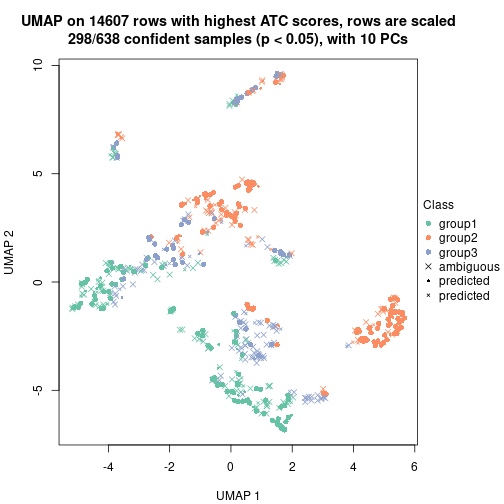 UMAP on 14607 rows with highest ATC scores, rows are scaled
298/638 confident samples (p < 0.05), with 10 PCs
10
5
0
-5
UMAP 2
-4
-2
0
2
4
6
UMAP 1
Class
group1
group2
group3
ambiguous
predicted
predicted